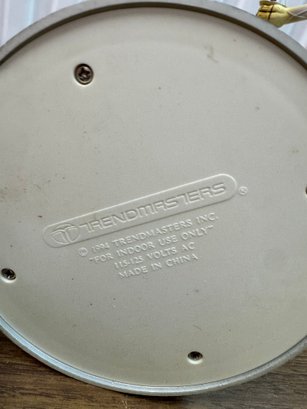 TRENDMASTERS ®
© 1994 TRENDMASTERS INC.
"FOR INDOOR USE ONLY"
115-125 VOLTS AC
MADE IN CHINA